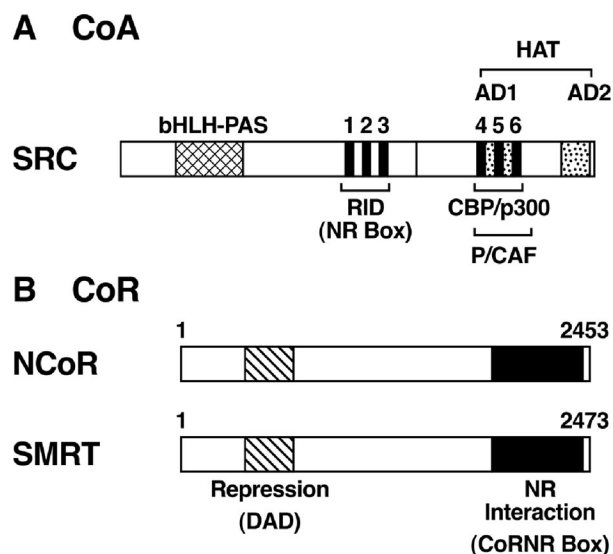 A CoA
HAT
AD1 AD2
bHLH-PAS 1 2 3 4 5 6
SRC
RID CBP/p300
(NR Box)
P/CAF
B CoR
1 2453
NCoR
1 2473
SMRT
Repression NR
(DAD) Interaction
(CoRNR Box)